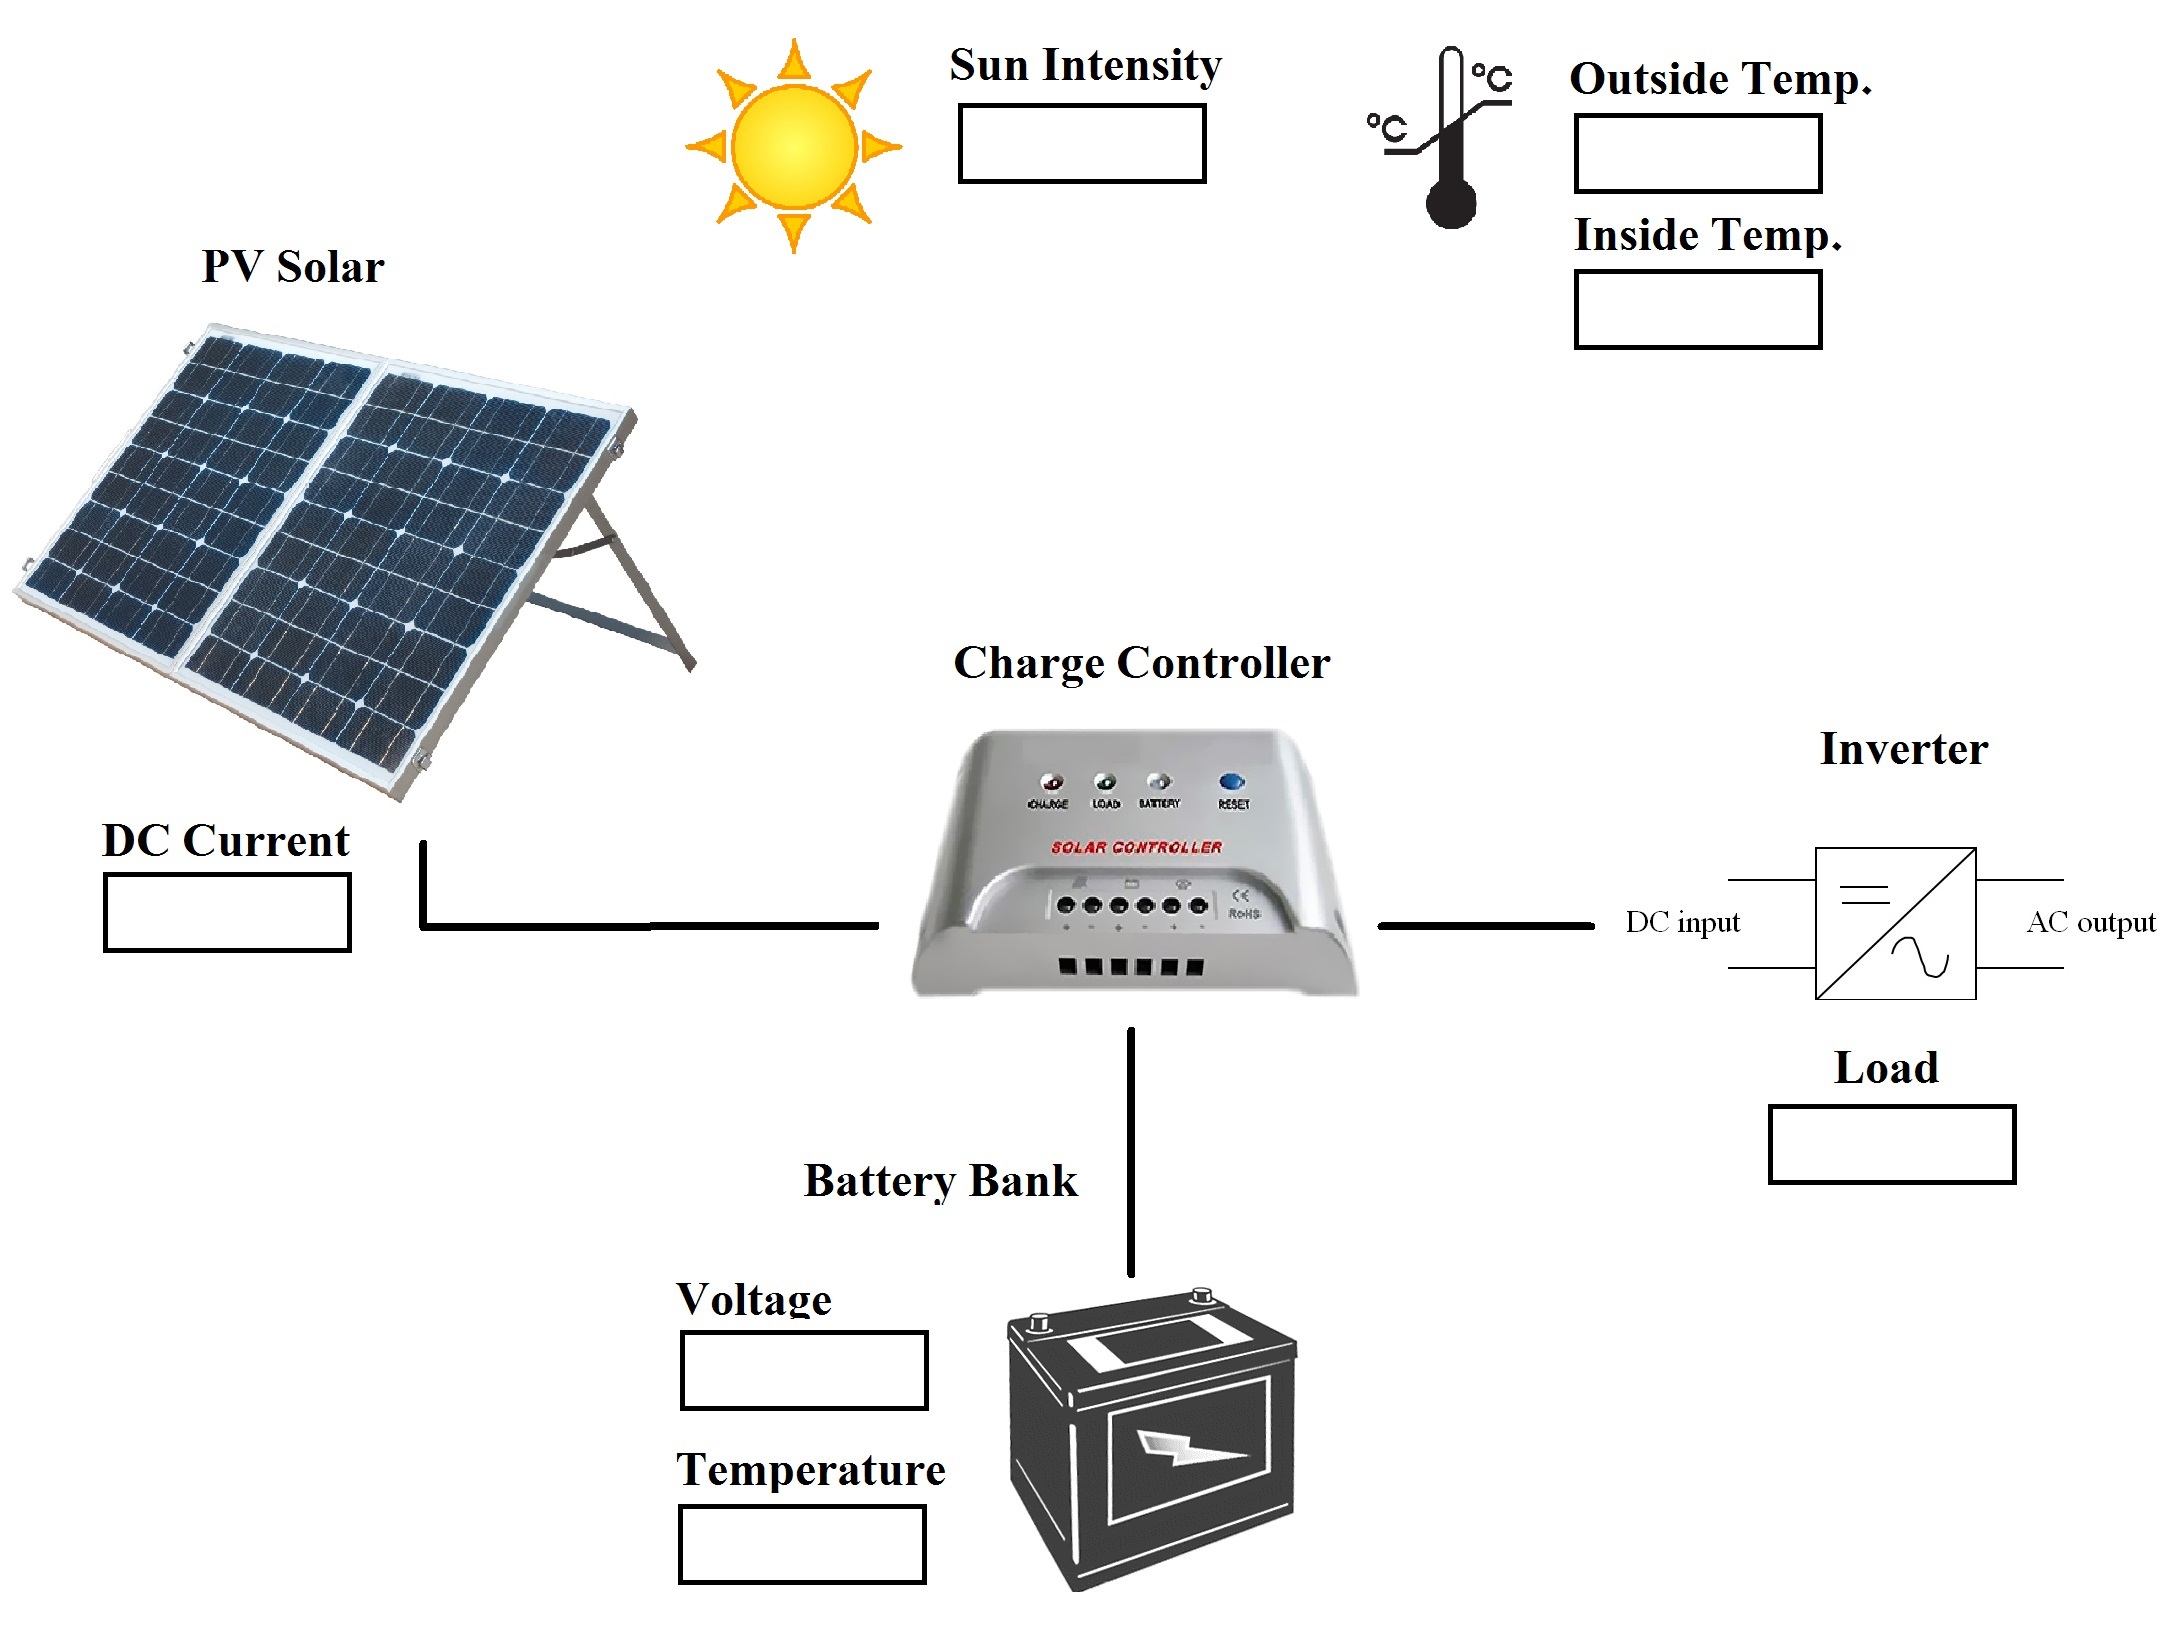 Sun Intensity
°C
°C
Outside Temp.
Inside Temp.
PV Solar
Charge Controller
CHARGE LOAD BATTERY RESET
SOLAR CONTROLLER
CE
RoHS
+ - + - + -
Inverter
DC input
AC output
DC Current
Load
Battery Bank
Voltage
Temperature